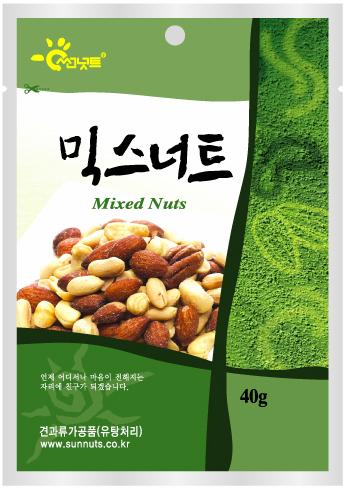 썬넛트
믹스너트
Mixed Nuts
언제 어디서나 마음이 전해지는
자리에 친구가 되겠습니다.
40g
견과류가공품(유탕처리)
www.sunnuts.co.kr